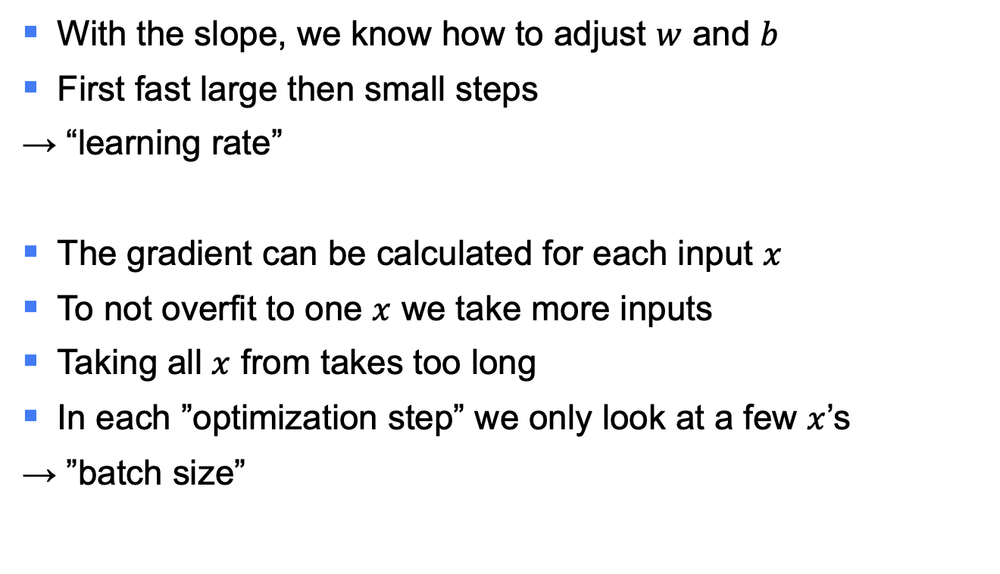 ▪ With the slope, we know how to adjust w and b
▪ First fast large then small steps
→ “learning rate”
▪ The gradient can be calculated for each input x
▪ To not overfit to one x we take more inputs
▪ Taking all x from takes too long
▪ In each ”optimization step” we only look at a few x’s
→ ”batch size”